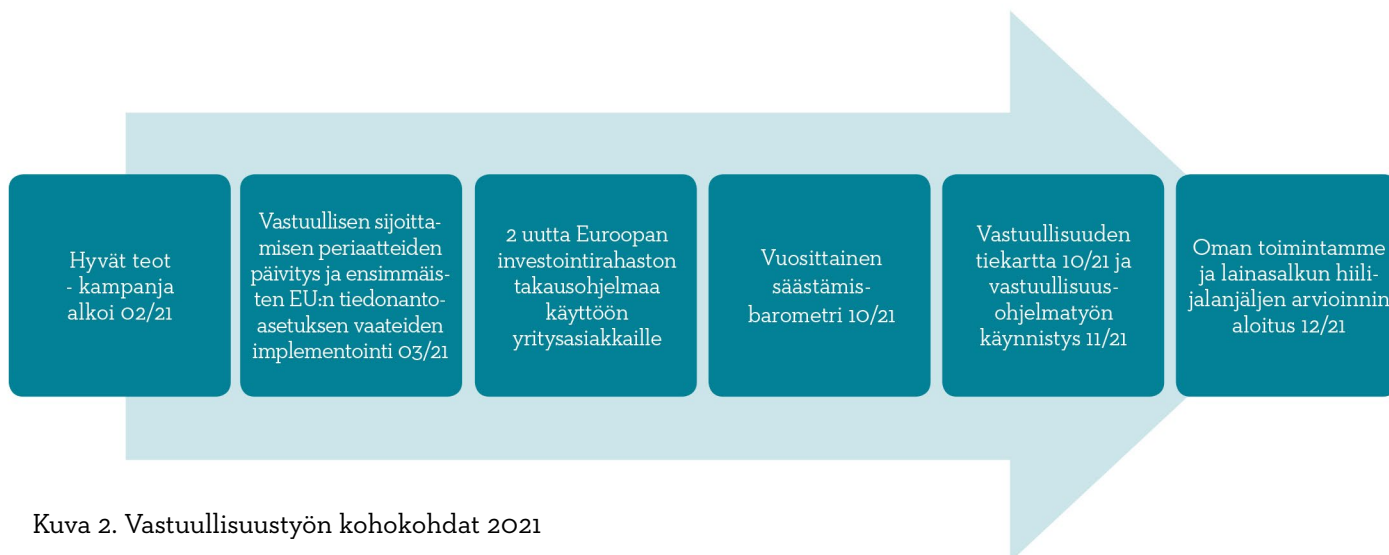 Hyvät teot
- kampanja
alkoi 02/21
Vastuullisen sijoitta-
misen periaatteiden
päivitys ja ensimmäis-
ten EU:n tiedonanto-
asetuksen vaateiden
implementointi 03/21
2 uutta Euroopan
investointirahaston
takausohjelmaa
käyttöön
yritysasiakkaille
Vuosittainen
säästämis-
barometri 10/21
Vastuullisuuden
tiekartta 10/21 ja
vastuullisuus-
ohjelmatyön
käynnistys 11/21
Oman toimintamme
ja lainasalkun hiili-
jalanjäljen arvioinnin
aloitus 12/21
Kuva 2. Vastuullisuustyön kohokohdat 2021